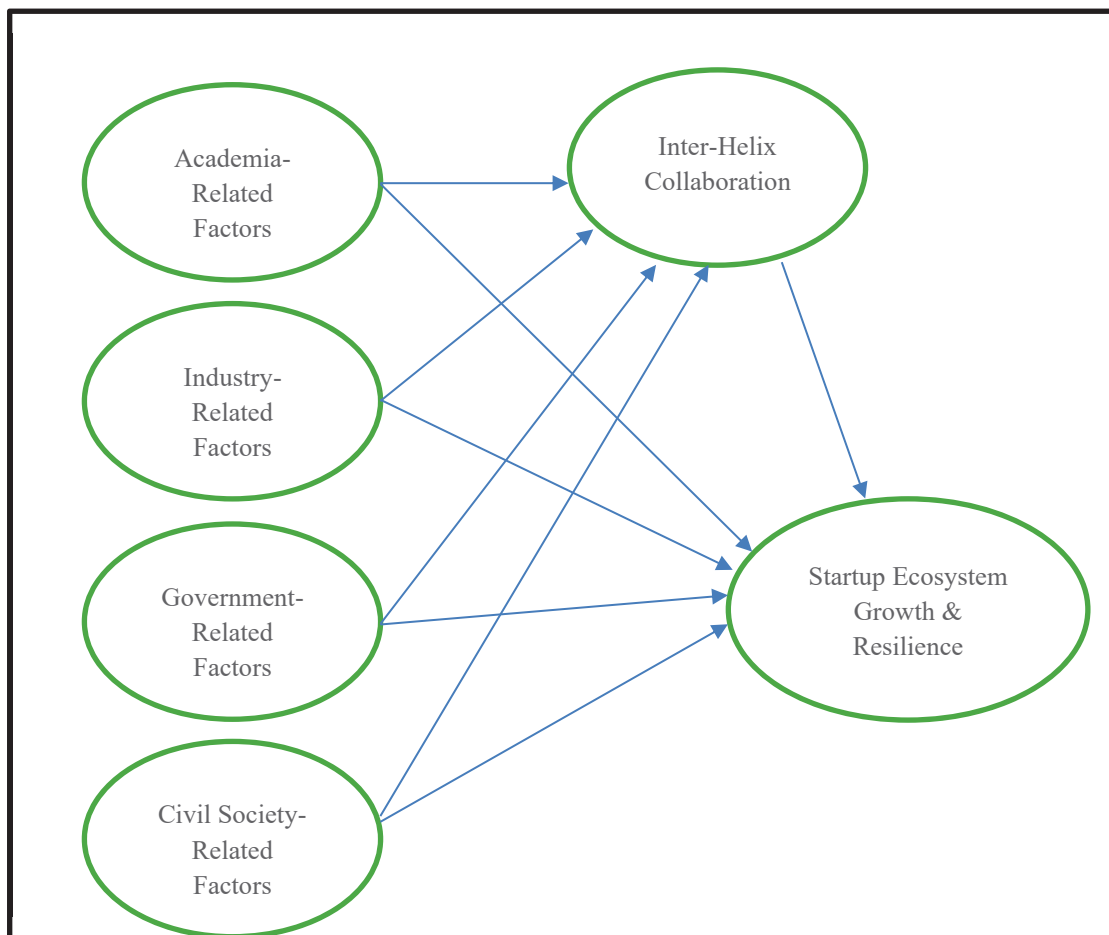 Academia-
Related
Factors
Inter-Helix
Collaboration
Industry-
Related
Factors
Government-
Related
Factors
Startup Ecosystem
Growth &
Resilience
Civil Society-
Related
Factors